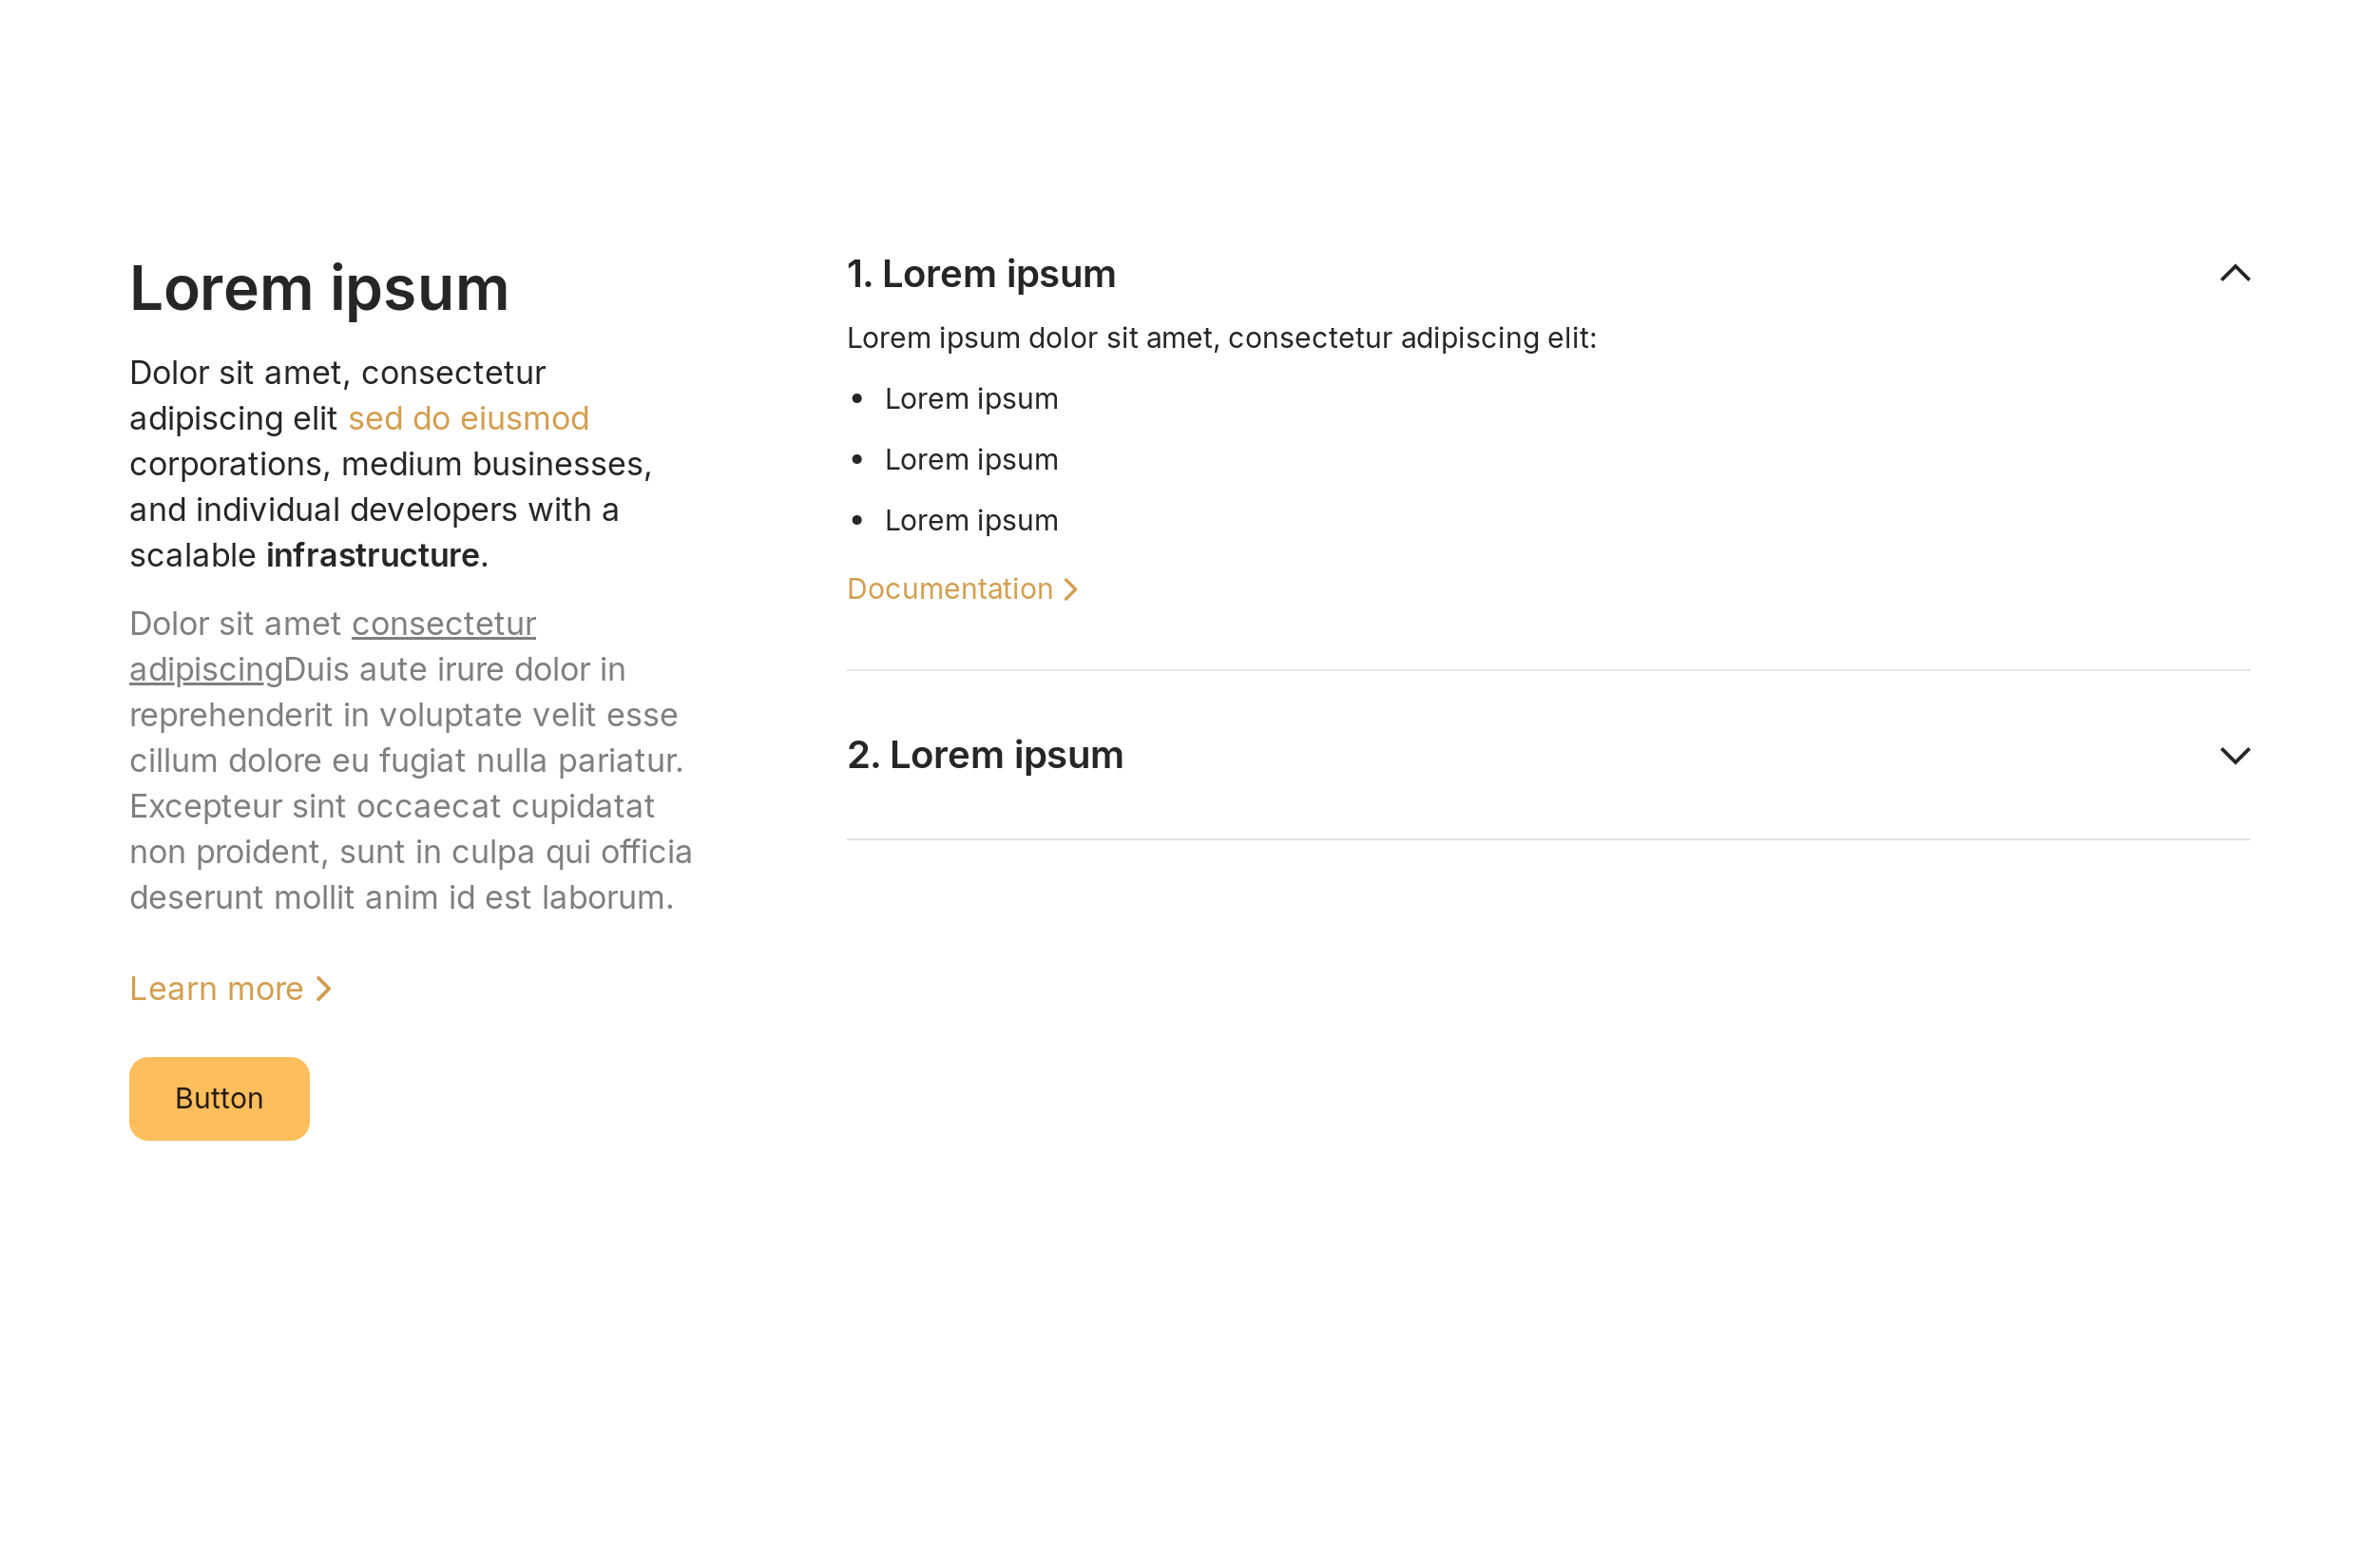 Lorem ipsum
Dolor sit amet, consectetur
adipiscing elit sed do eiusmod
corporations, medium businesses,
and individual developers with a
scalable infrastructure.
Dolor sit amet consectetur
adipiscingDuis aute irure dolor in
reprehenderit in voluptate velit esse
cillum dolore eu fugiat nulla pariatur.
Excepteur sint occaecat cupidatat
non proident, sunt in culpa qui officia
deserunt mollit anim id est laborum.
Learn more
Button
1. Lorem ipsum
Lorem ipsum dolor sit amet, consectetur adipiscing elit:
• Lorem ipsum
• Lorem ipsum
• Lorem ipsum
Documentation
2. Lorem ipsum